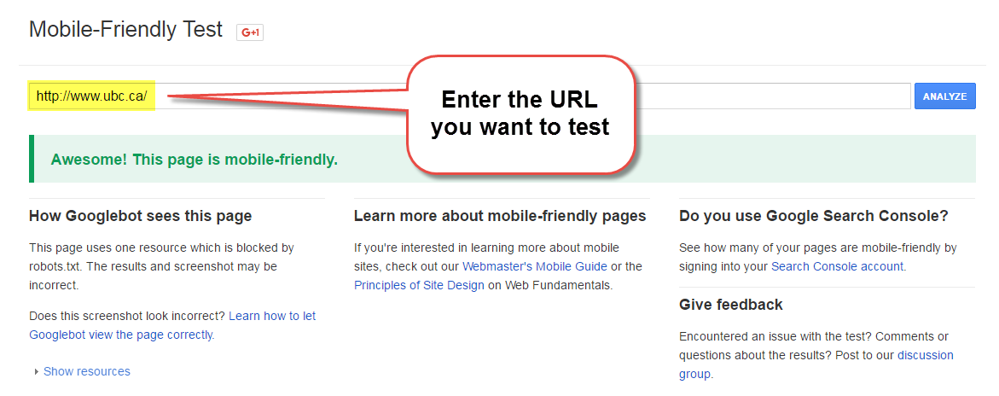 Mobile-Friendly Test
G+1
http://www.ubc.ca/
Enter the URL
you want to test
ANALYZE
Awesome! This page is mobile-friendly.
How Googlebot sees this page
This page uses one resource which is blocked by
robots.txt. The results and screenshot may be
incorrect.
Does this screenshot look incorrect? Learn how to let
Googlebot view the page correctly.
Show resources
Learn more about mobile-friendly pages
If you're interested in learning more about mobile
sites, check out our Webmaster's Mobile Guide or the
Principles of Site Design on Web Fundamentals.
Do you use Google Search Console?
See how many of your pages are mobile-friendly by
signing into your Search Console account.
Give feedback
Encountered an issue with the test? Comments or
questions about the results? Post to our discussion
group.